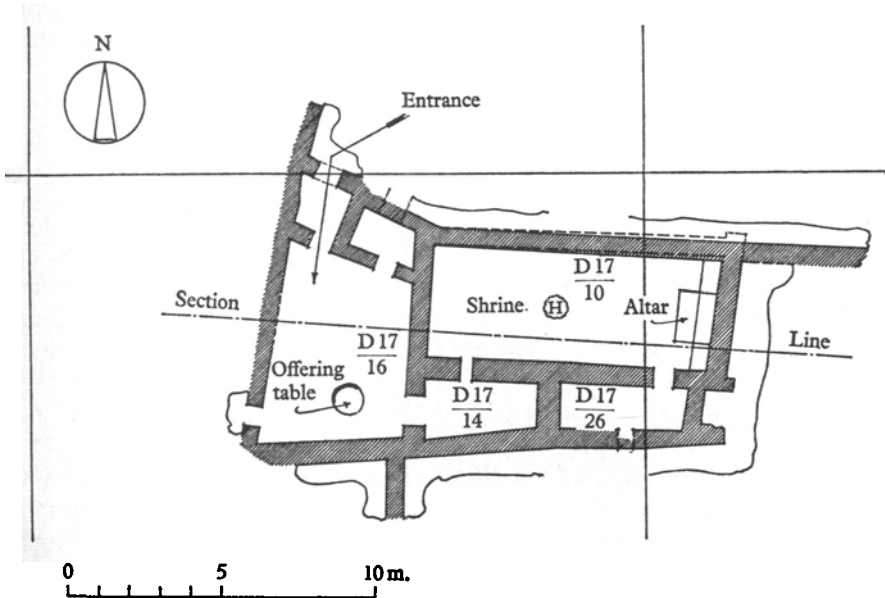 N
Entrance
D 17
10
Section
Shrine.
H
Altar
Line
D 17
16
Offering
table
D 17
14
D 17
26
0 5 10 m.